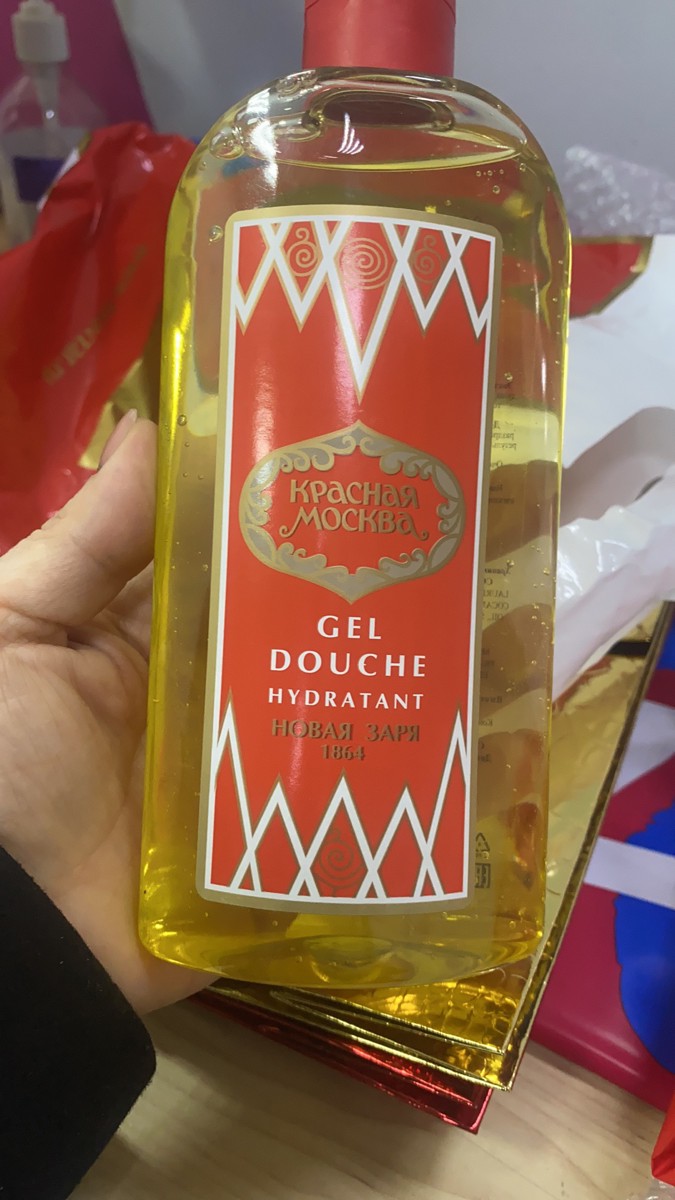 КРАСНАЯ
МОСКВА
GEL
DOUCHE
HYDRATANT
НОВАЯ ЗАРЯ
1864